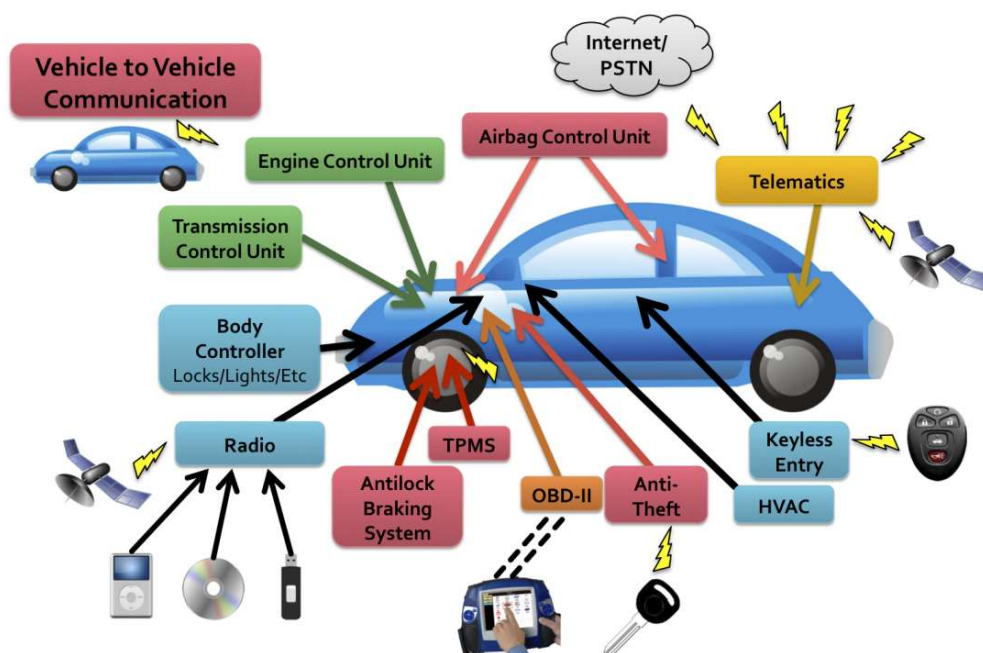 Internet/
PSTN
Vehicle to Vehicle
Communication
Airbag Control Unit
Engine Control Unit
Telematics
Transmission
Control Unit
Body
Controller
Locks/Lights/Etc
Radio
TPMS
Keyless
Entry
Antilock
Braking
System
OBD-II
Anti-
Theft
HVAC